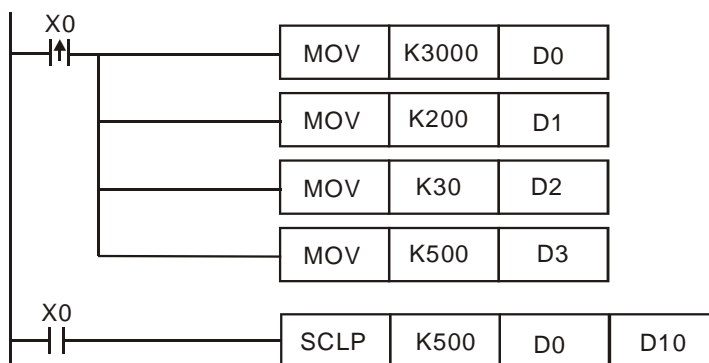 X0
MOV K3000 D0
MOV K200 D1
MOV K30 D2
MOV K500 D3
X0
SCLP K500 D0 D10